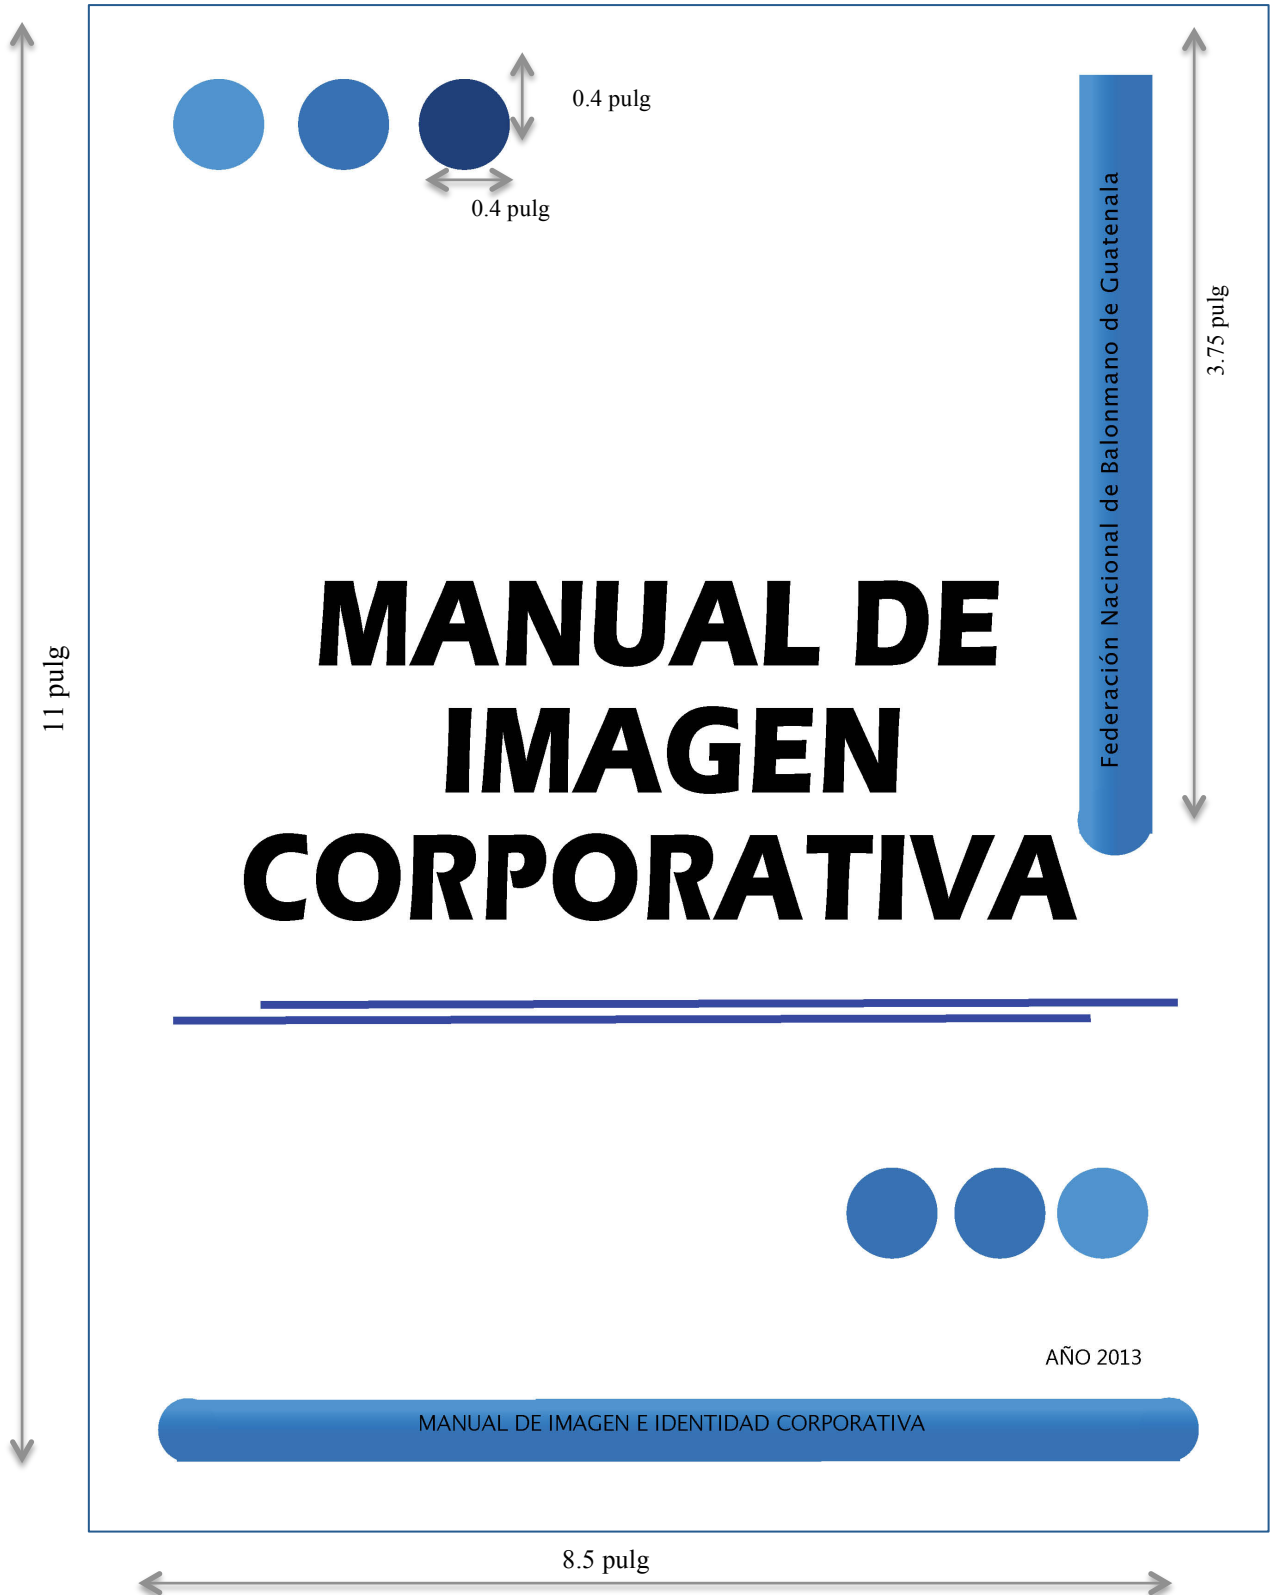 0.4 pulg
0.4 pulg
Federación Nacional de Balonmano de Guatenala
3.75 pulg
11 pulg
MANUAL DE
IMAGEN
CORPORATIVA
AÑO 2013
MANUAL DE IMAGEN E IDENTIDAD CORPORATIVA
8.5 pulg